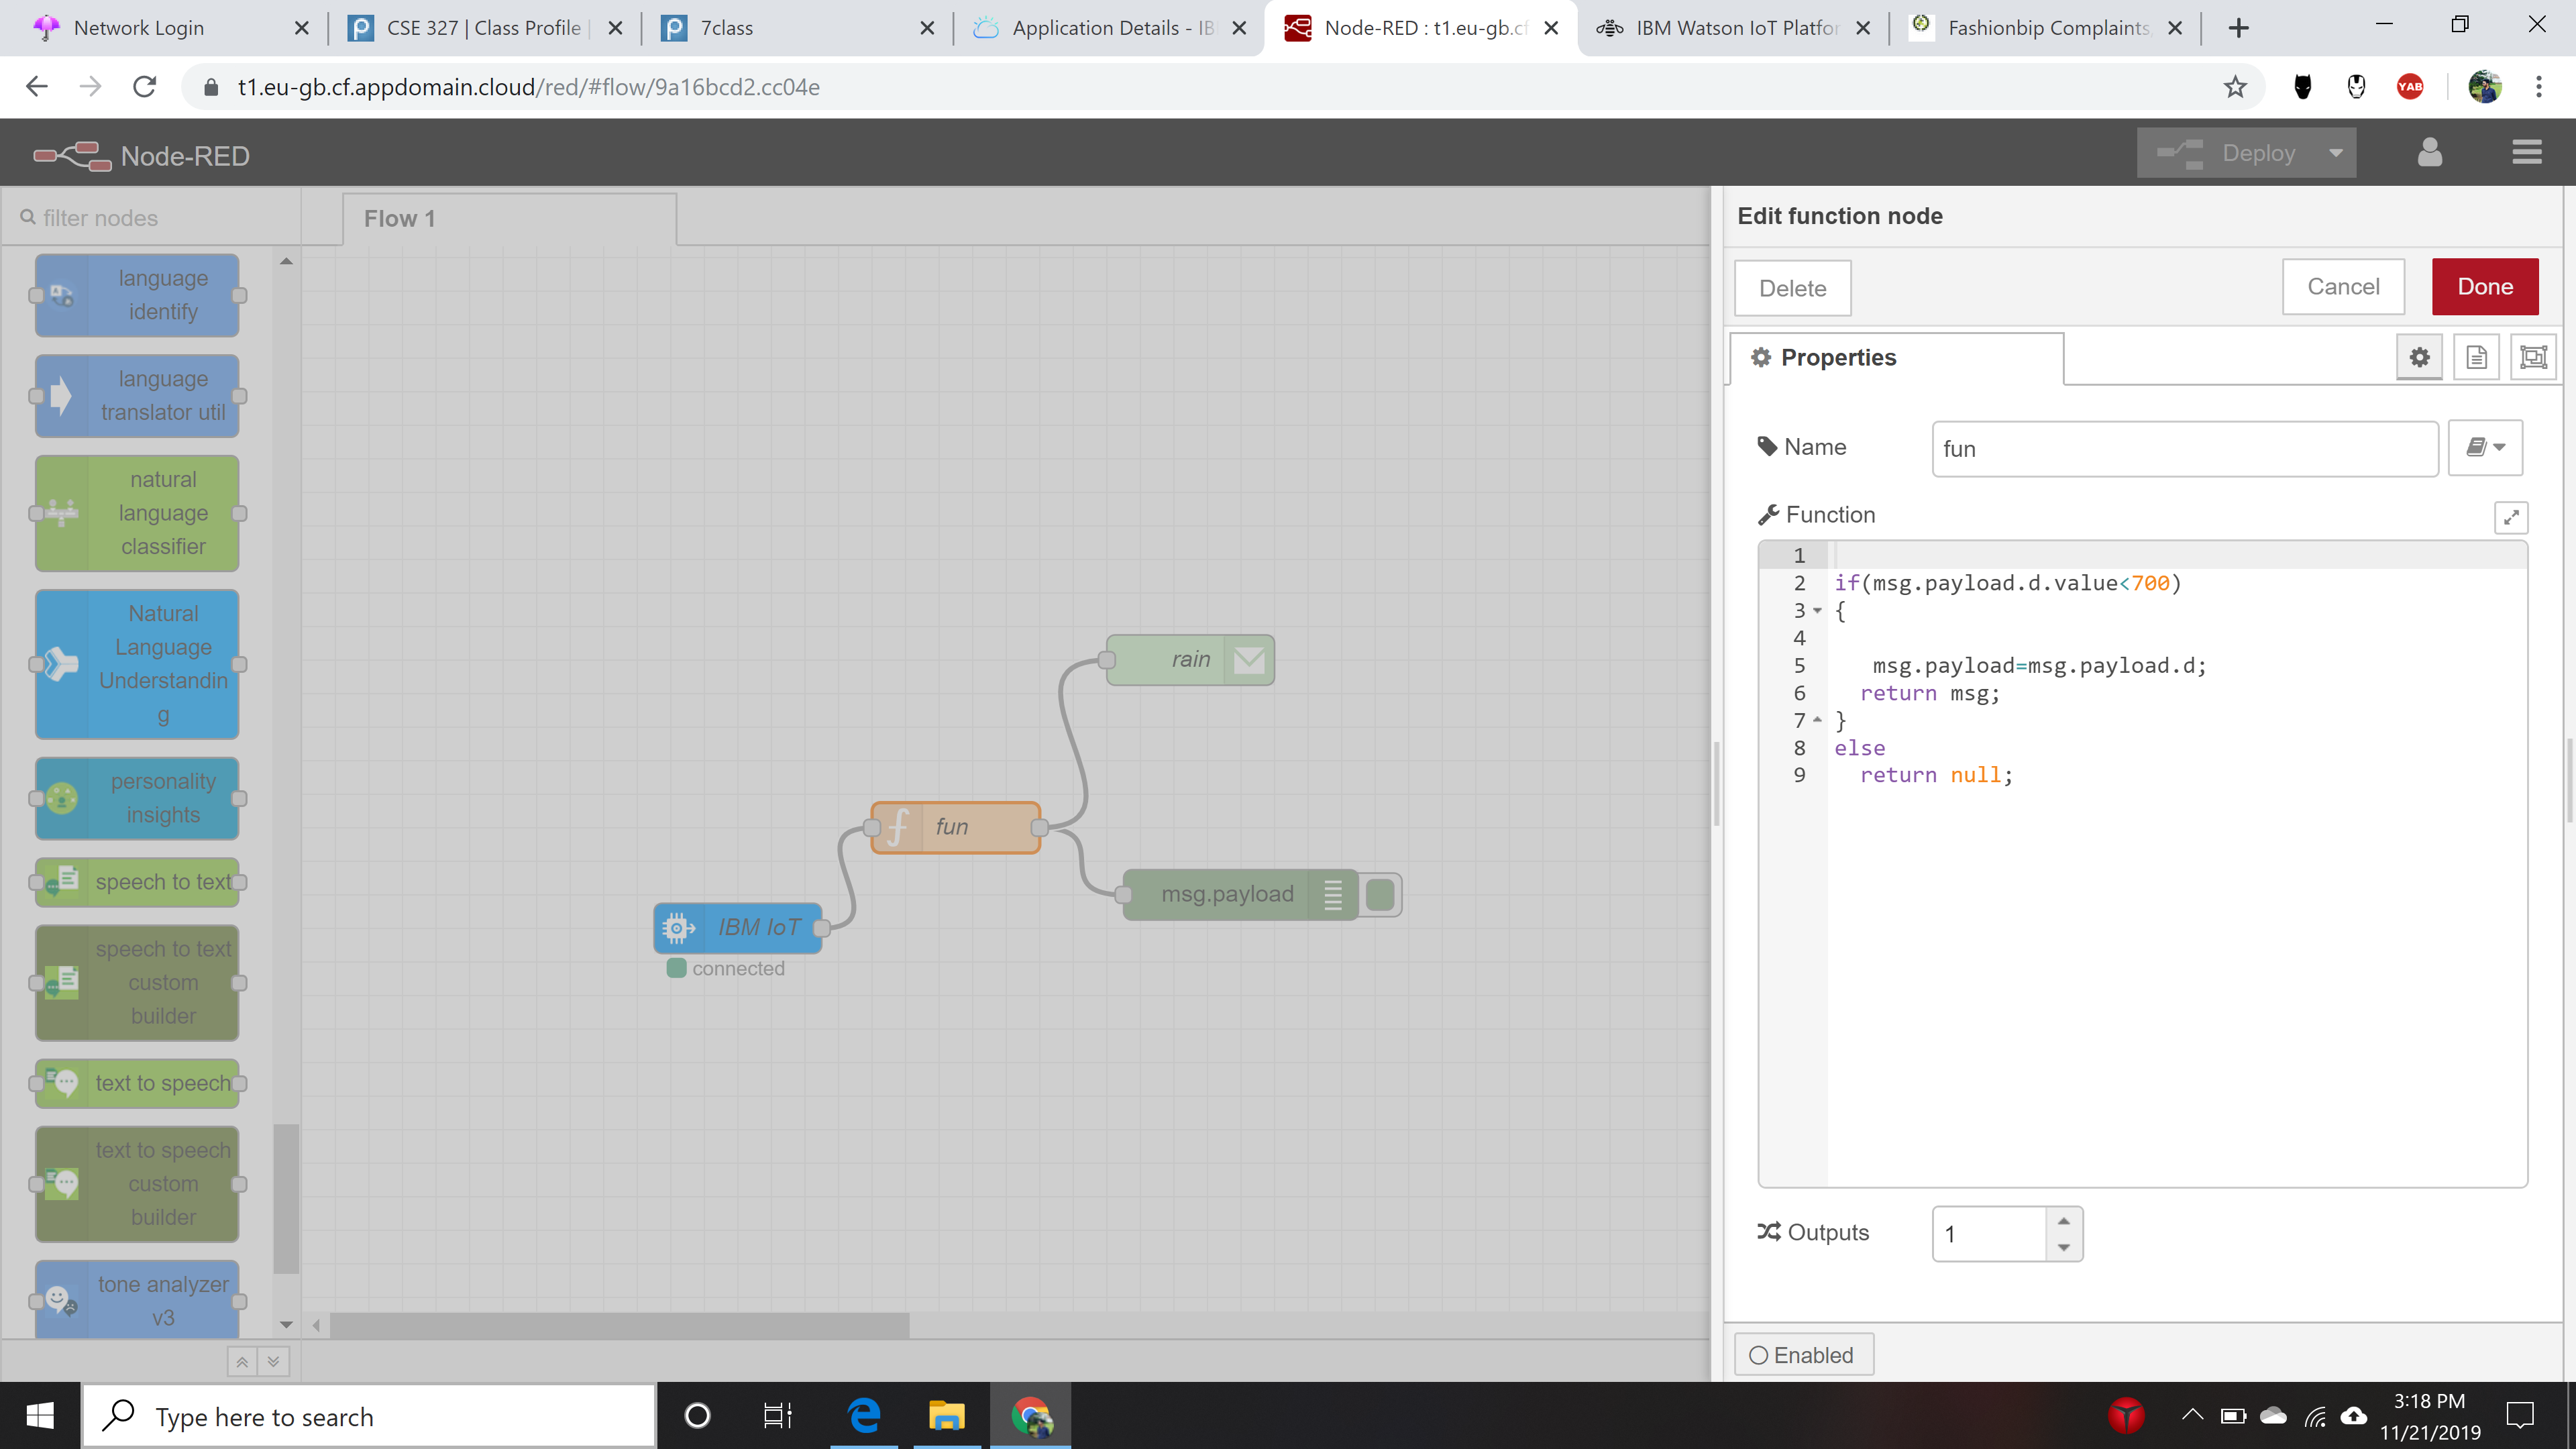 Network Login
CSE 327 | Class Profile
7class
Application Details - IB
Node-RED : t1.eu-gb.cf
IBM Watson IoT Platfor
Fashionbip Complaints,
t1.eu-gb.cf.appdomain.cloud/red/#flow/9a16bcd2.cc04e
YAB
Node-RED
Deploy
filter nodes
Flow 1
language
identify
language
translator util
natural
language
classifier
Natural
Language
Understandin
g
personality
insights
speech to text
speech to text
custom
builder
text to speech
text to speech
custom
builder
tone analyzer
v3
rain
fun
msg.payload
IBM IoT
connected
Edit function node
Delete
Cancel
Done
Properties
Name
fun
Function
1
2 if(msg.payload.d.value<700)
3 {
4
5 msg.payload=msg.payload.d;
6 return msg;
7 }
8 else
9 return null;
Outputs
1
Enabled
Type here to search
3:18 PM
11/21/2019